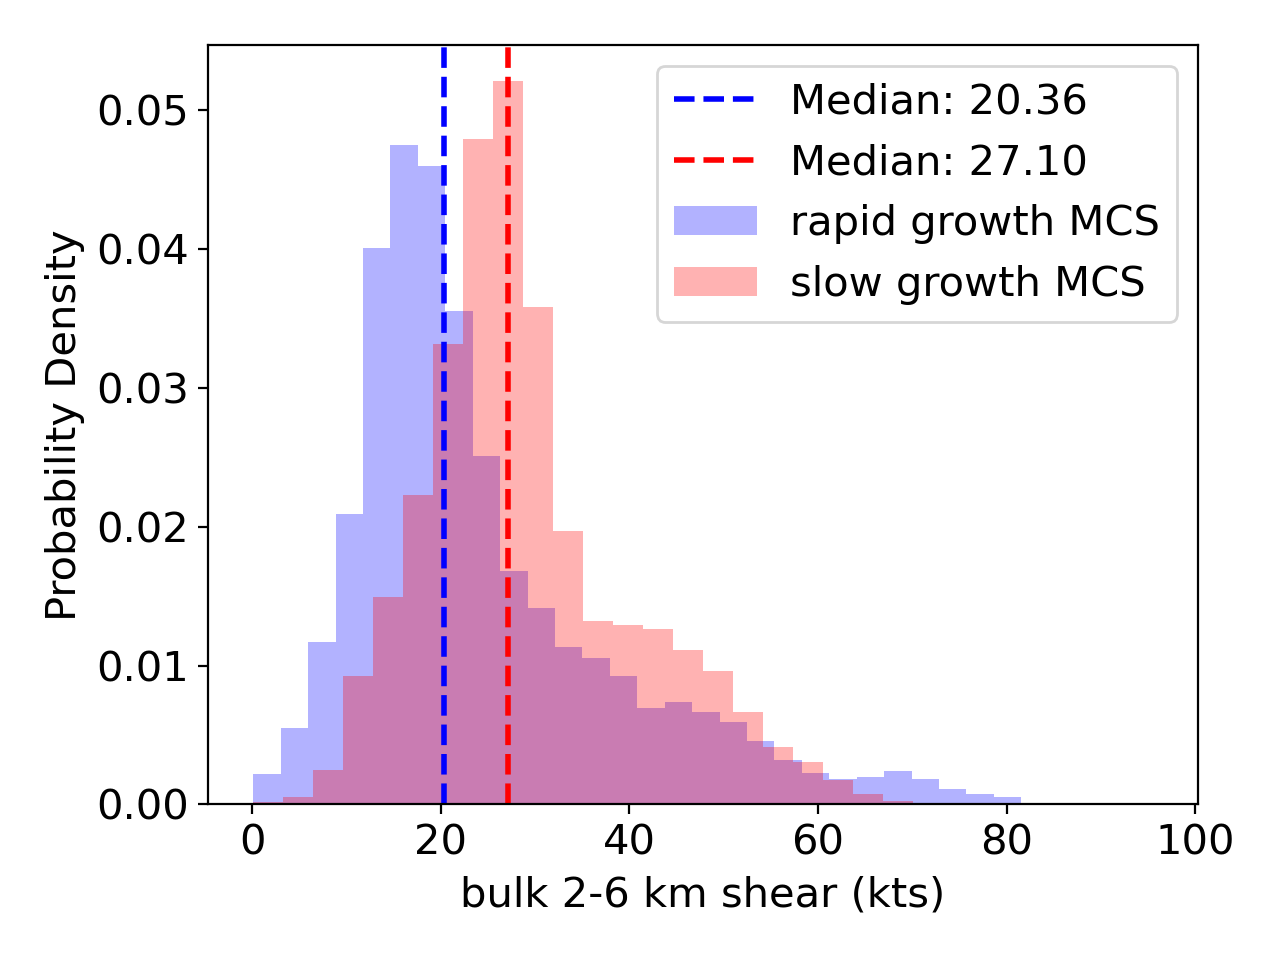 0.05
0.04
0.03
0.02
0.01
0.00
Probability Density
Median: 20.36
Median: 27.10
rapid growth MCS
slow growth MCS
0 20 40 60 80 100
bulk 2-6 km shear (kts)